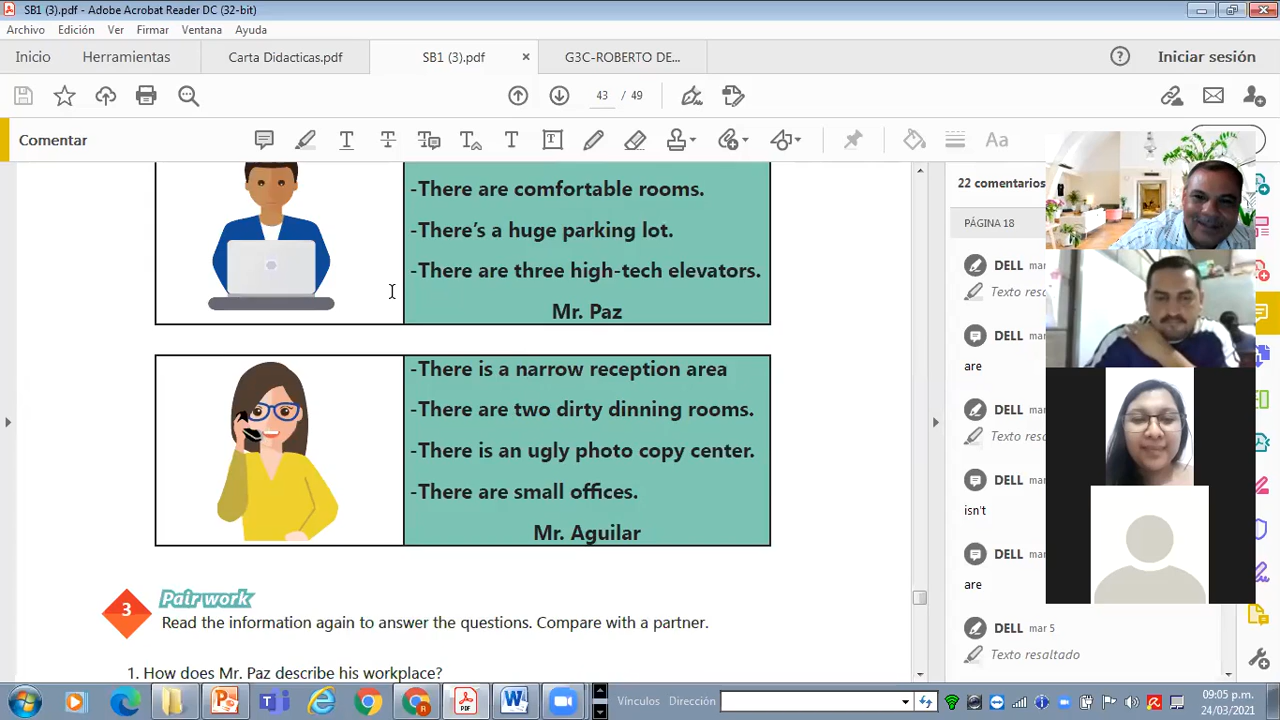 SB1 (3).pdf - Adobe Acrobat Reader DC (32-bit)
Archivo Edición Ver Firmar Ventana Ayuda
Inicio Herramientas Carta Didacticas.pdf SB1 (3).pdf × G3C-ROBERTO DE... Iniciar sesión
43 / 49
Comentar
22 comentarios
-There are comfortable rooms.
-There's a huge parking lot.
-There are three high-tech elevators.
Mr. Paz
-There is a narrow reception area
-There are two dirty dinning rooms.
-There is an ugly photo copy center.
-There are small offices.
Mr. Aguilar
3
Pair work
Read the information again to answer the questions. Compare with a partner.
1. How does Mr. Paz describe his workplace?
PÁGINA 18
DELL mar
Texto resa
DELL mar
are
DELL mar
Texto resa
DELL mar
isn't
DELL mar
are
DELL mar 5
Texto resaltado
Vínculos Dirección
09:05 p.m.
24/03/2021